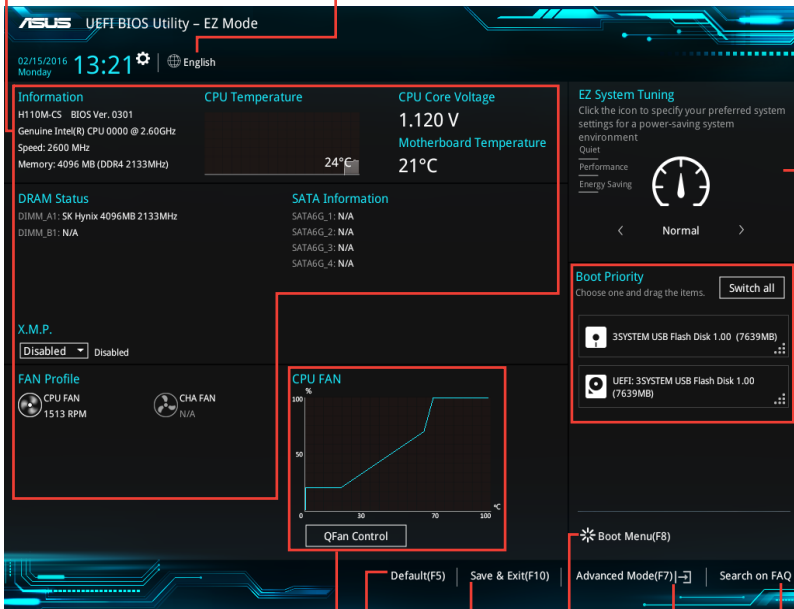 ASUS UEFI BIOS Utility – EZ Mode
02/15/2016
Monday
13:21
English
Information
H110M-CS BIOS Ver. 0301
Genuine Intel(R) CPU 0000 @ 2.60GHz
Speed: 2600 MHz
Memory: 4096 MB (DDR4 2133MHz)
CPU Temperature
24°C
CPU Core Voltage
1.120 V
Motherboard Temperature
21°C
EZ System Tuning
Click the icon to specify your preferred system
settings for a power-saving system
environment
Quiet
Performance
Energy Saving
Normal
DRAM Status
DIMM_A1: SK Hynix 4096MB 2133MHz
DIMM_B1: N/A
SATA Information
SATA6G_1: N/A
SATA6G_2: N/A
SATA6G_3: N/A
SATA6G_4: N/A
Boot Priority
Choose one and drag the items.
Switch all
3SYSTEM USB Flash Disk 1.00 (7639MB)
UEFI: 3SYSTEM USB Flash Disk 1.00
(7639MB)
X.M.P.
Disabled
Disabled
FAN Profile
CPU FAN
1513 RPM
CHA FAN
N/A
CPU FAN
%
100
50
0 30 70 100
°C
QFan Control
Boot Menu(F8)
Default(F5)
Save & Exit(F10)
Advanced Mode(F7)
Search on FAQ